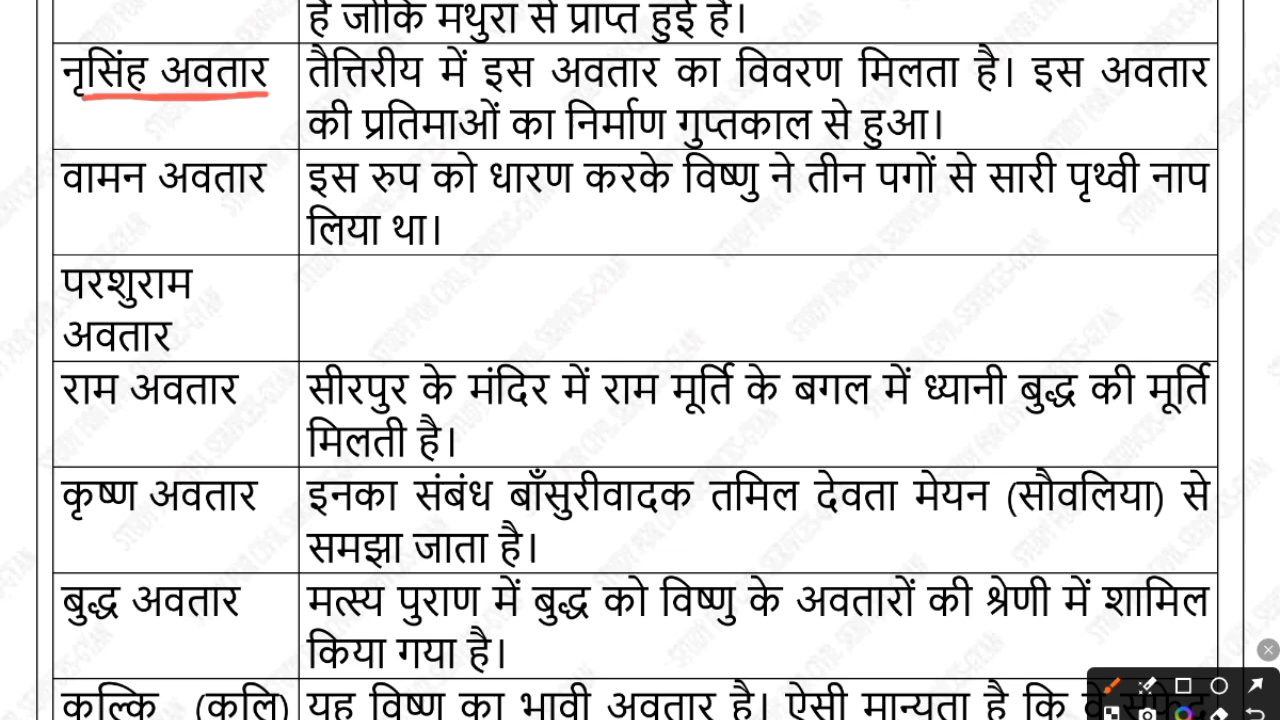 है जोकि मथुरा से प्राप्त हुई है।
नृसिंह अवतार
तैत्तिरीय में इस अवतार का विवरण मिलता है। इस अवतार
की प्रतिमाओं का निर्माण गुप्तकाल से हुआ।
वामन अवतार
इस रुप को धारण करके विष्णु ने तीन पगों से सारी पृथ्वी नाप
लिया था।
परशुराम
अवतार
राम अवतार
सीरपुर के मंदिर में राम मूर्ति के बगल में ध्यानी बुद्ध की मूर्ति
मिलती है।
कृष्ण अवतार
इनका संबंध बाँसुरीवादक तमिल देवता मेयन (सौवलिया) से
समझा जाता है।
बुद्ध अवतार
मत्स्य पुराण में बुद्ध को विष्णु के अवतारों की श्रेणी में शामिल
किया गया है।
कल्कि (कलि)
यह विष्णु का भावी अवतार है। ऐसी मान्यता है कि वे सफेद